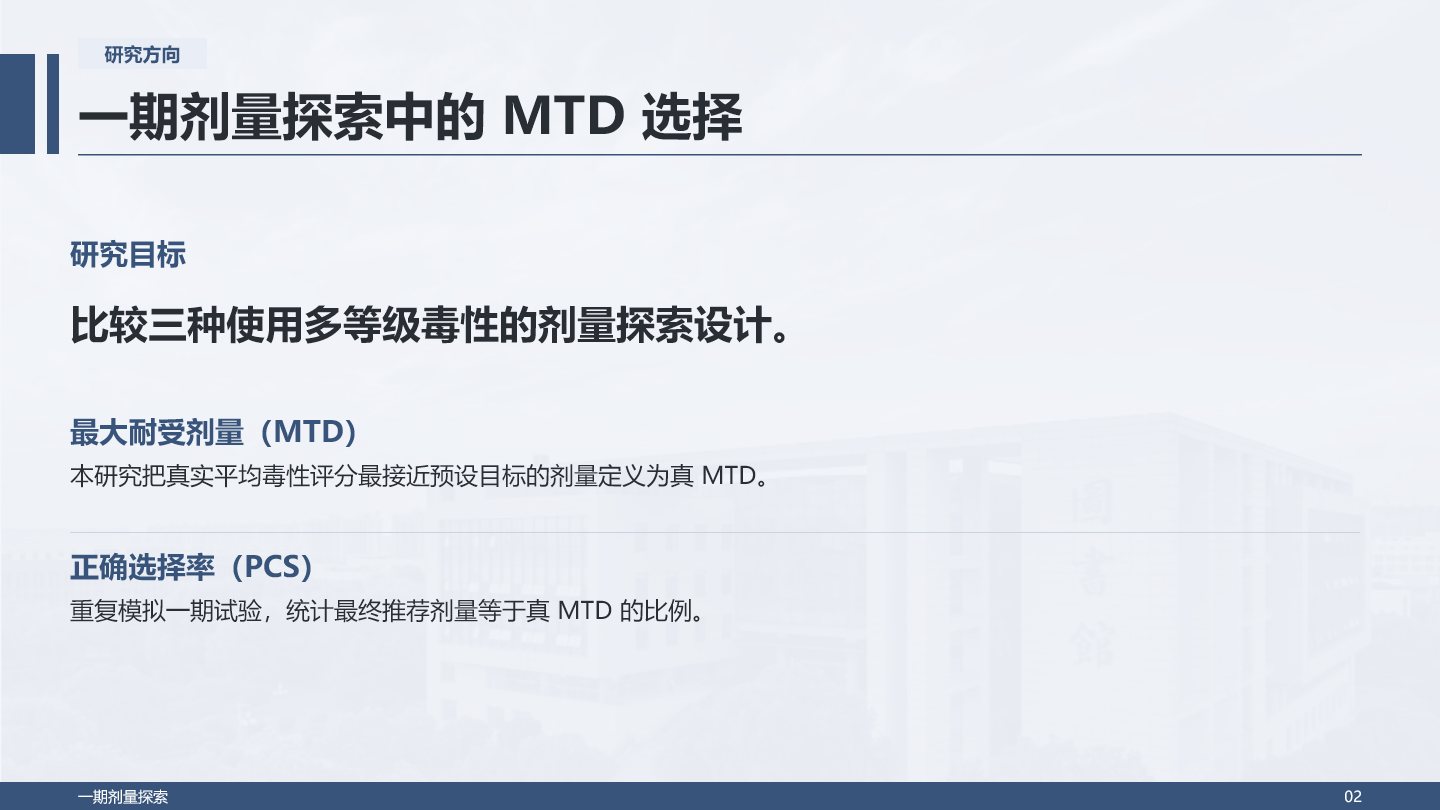 研究方向
一期剂量探索中的 MTD 选择
研究目标
比较三种使用多等级毒性的剂量探索设计。
最大耐受剂量（MTD）
本研究把真实平均毒性评分最接近预设目标的剂量定义为真 MTD。
正确选择率（PCS）
重复模拟一期试验，统计最终推荐剂量等于真 MTD 的比例。
圖
書
館
一期剂量探索
02